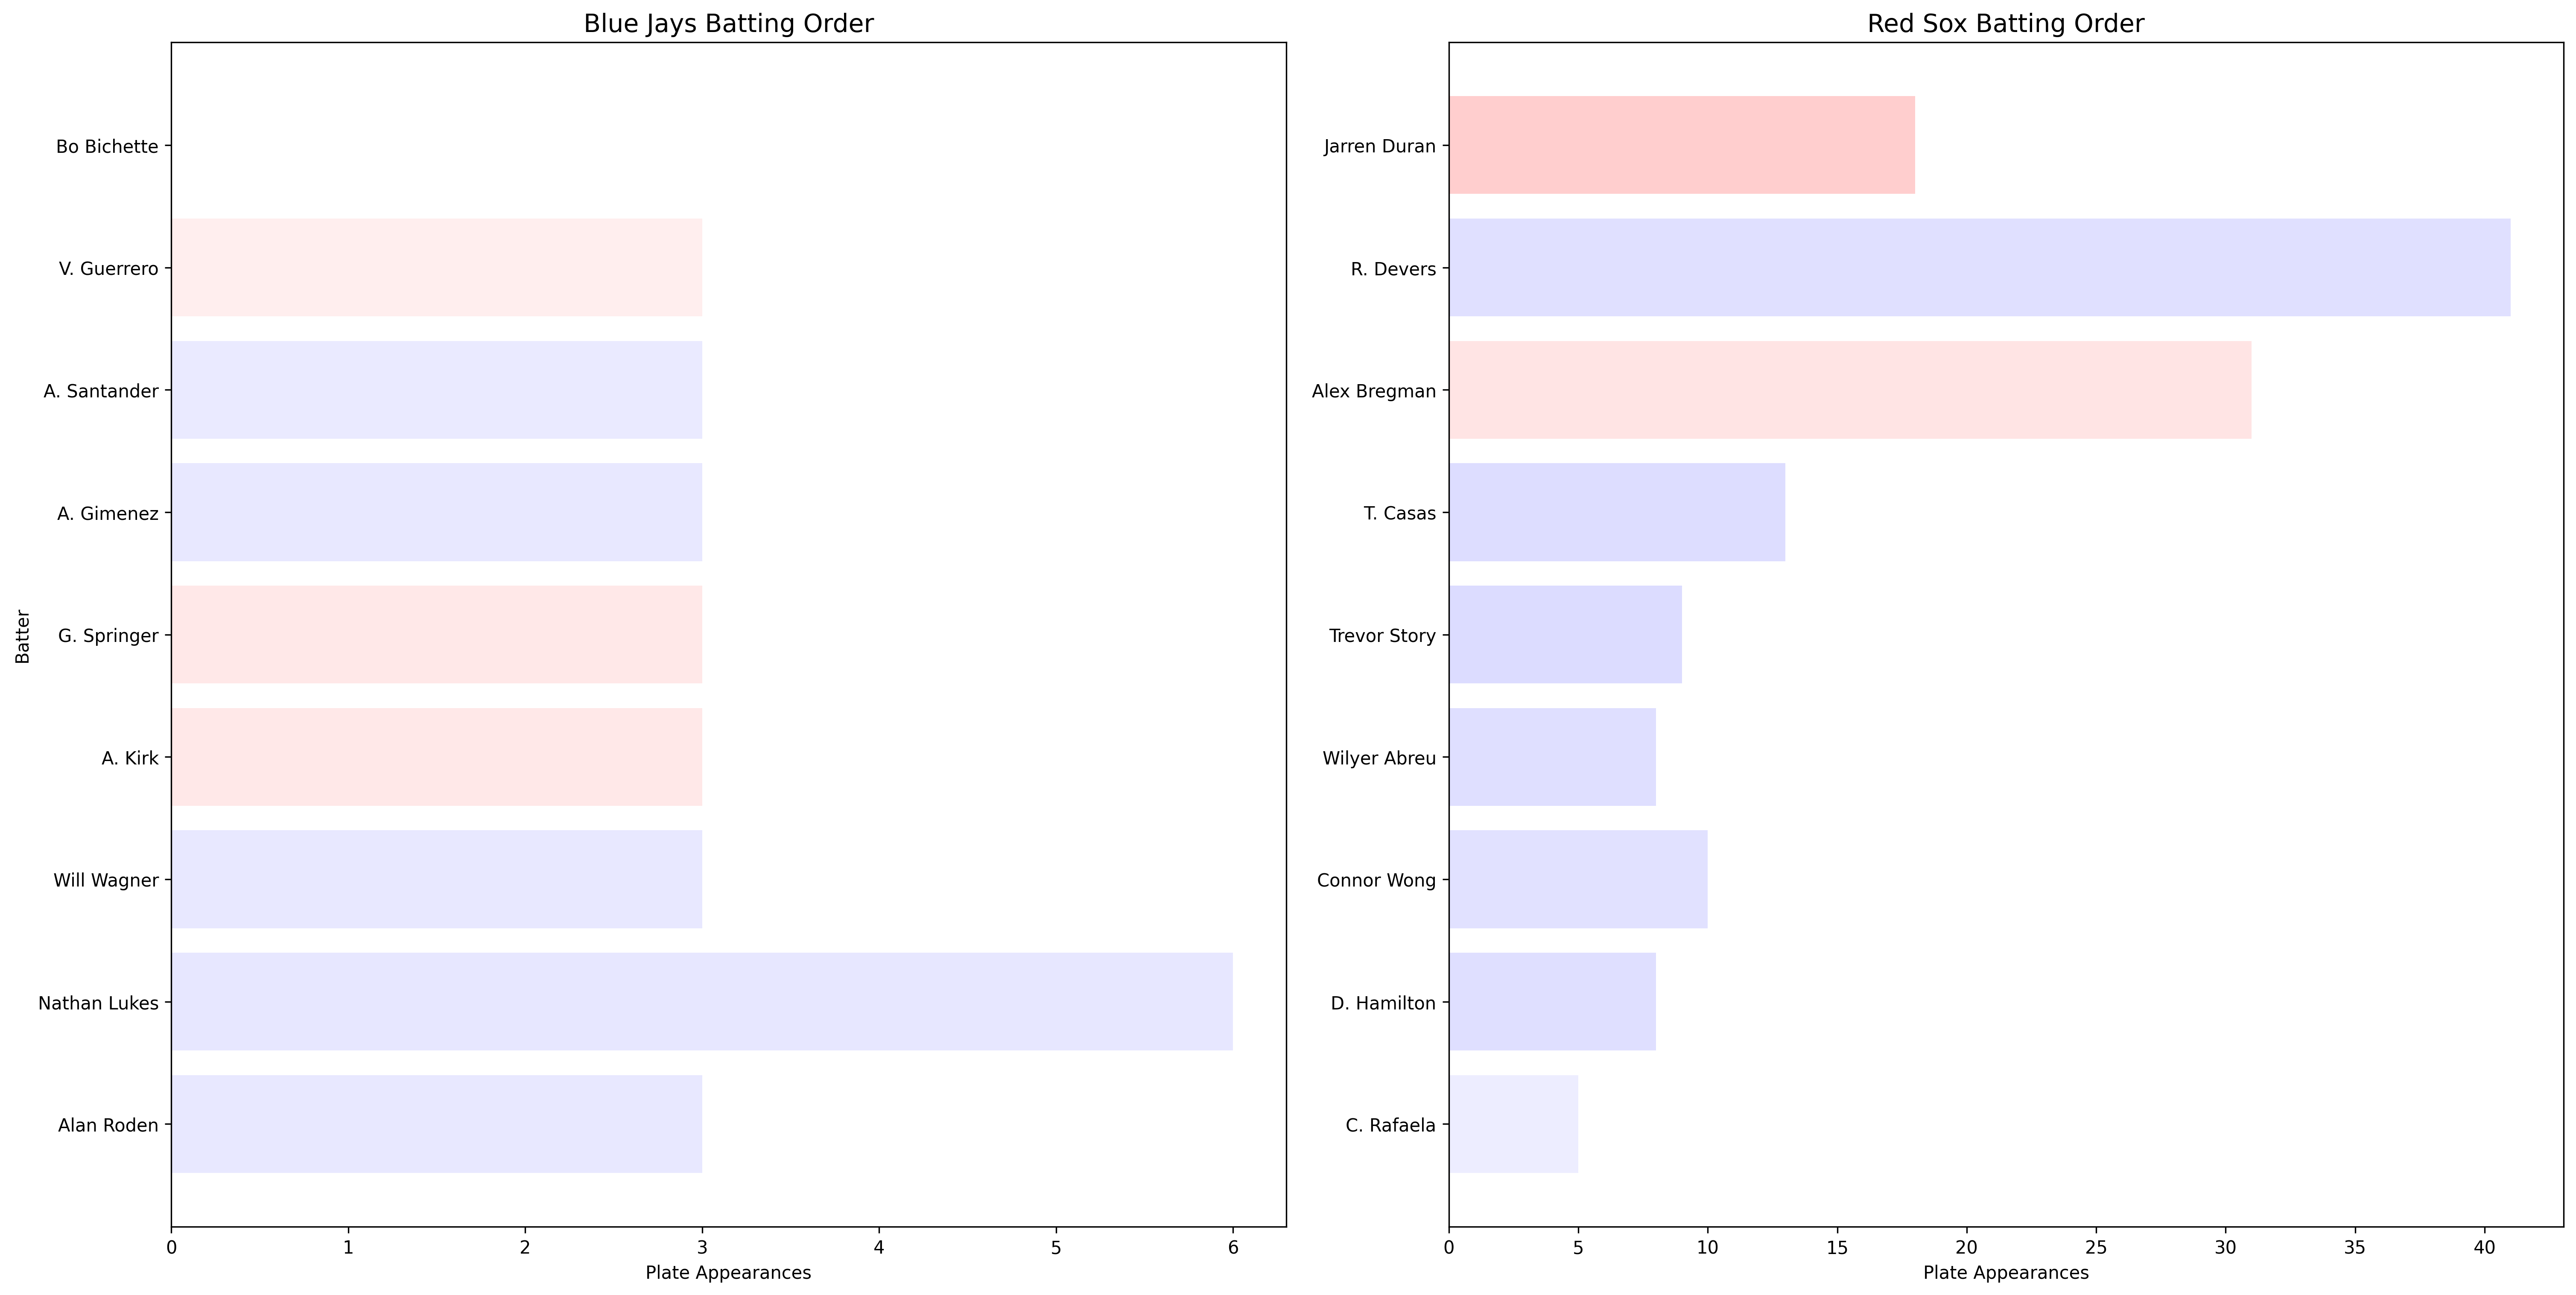 Blue Jays Batting Order
Batter
Bo Bichette
V. Guerrero
A. Santander
A. Gimenez
G. Springer
A. Kirk
Will Wagner
Nathan Lukes
Alan Roden
0 1 2 3 4 5 6
Plate Appearances
Red Sox Batting Order
Jarren Duran
R. Devers
Alex Bregman
T. Casas
Trevor Story
Wilyer Abreu
Connor Wong
D. Hamilton
C. Rafaela
0 5 10 15 20 25 30 35 40
Plate Appearances